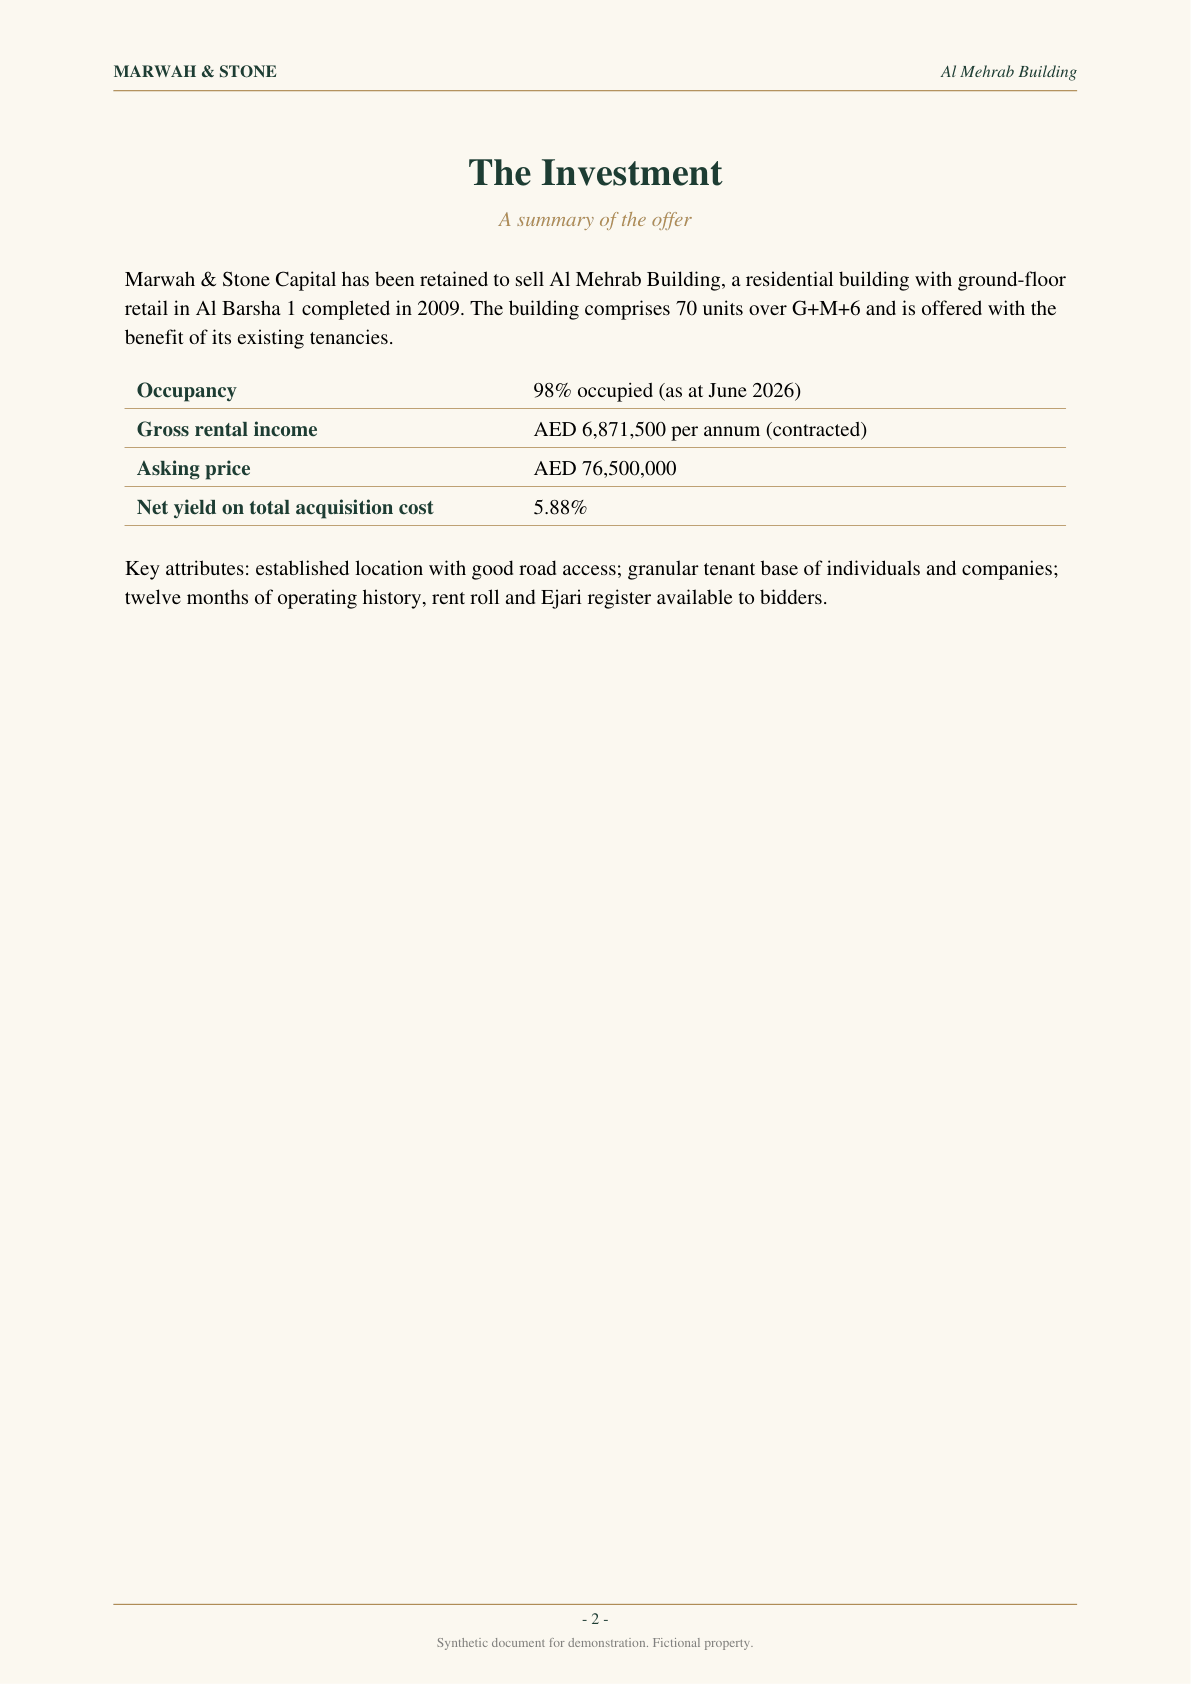 MARWAH & STONE
Al Mehrab Building
The Investment
A summary of the offer
Marwah & Stone Capital has been retained to sell Al Mehrab Building, a residential building with ground-floor
retail in Al Barsha 1 completed in 2009. The building comprises 70 units over G+M+6 and is offered with the
benefit of its existing tenancies.
Occupancy 98% occupied (as at June 2026)
Gross rental income AED 6,871,500 per annum (contracted)
Asking price AED 76,500,000
Net yield on total acquisition cost 5.88%
Key attributes: established location with good road access; granular tenant base of individuals and companies;
twelve months of operating history, rent roll and Ejari register available to bidders.
- 2 -
Synthetic document for demonstration. Fictional property.